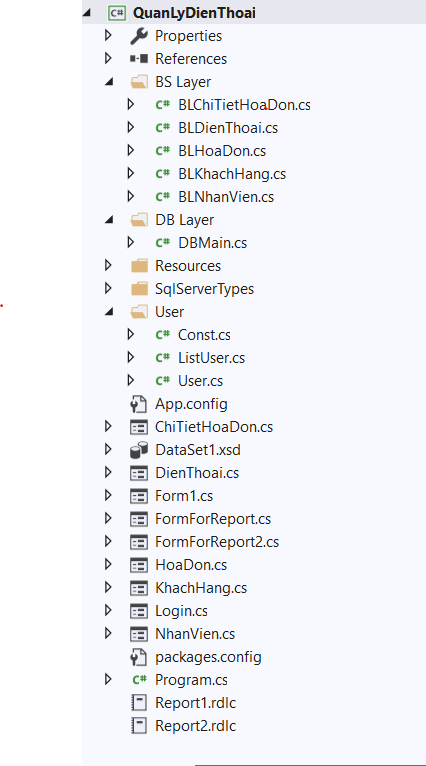 C# QuanLyDienThoai
Properties
References
BS Layer
C# BLChiTietHoaDon.cs
C# BLDienThoai.cs
C# BLHoaDon.cs
C# BLKhachHang.cs
C# BLNhanVien.cs
DB Layer
C# DBMain.cs
Resources
SqlServerTypes
User
C# Const.cs
C# ListUser.cs
C# User.cs
App.config
ChiTietHoaDon.cs
DataSet1.xsd
DienThoai.cs
Form1.cs
FormForReport.cs
FormForReport2.cs
HoaDon.cs
KhachHang.cs
Login.cs
NhanVien.cs
packages.config
C# Program.cs
Report1.rdlc
Report2.rdlc